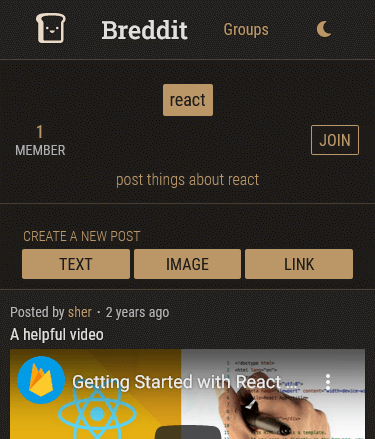 Breddit
Groups
react
1
MEMBER
JOIN
post things about react
CREATE A NEW POST
TEXT
IMAGE
LINK
Posted by sher • 2 years ago
A helpful video
Getting Started with React